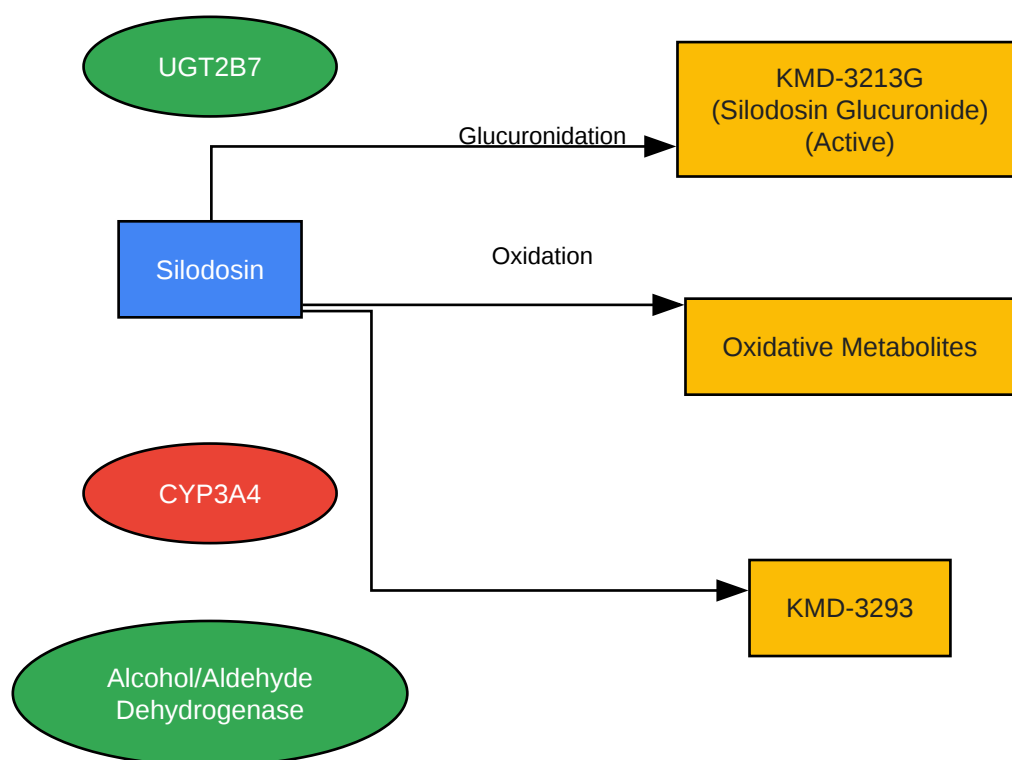 UGT2B7
KMD-3213G
(Silodosin Glucuronide)
(Active)
Glucuronidation
Silodosin
Oxidation
Oxidative Metabolites
CYP3A4
KMD-3293
Alcohol/Aldehyde
Dehydrogenase